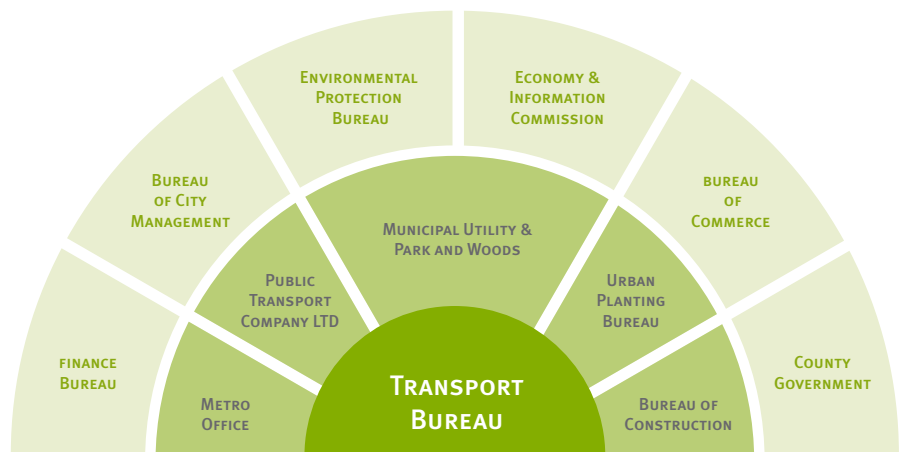 Environmental
Protection
Bureau
Economy &
Information
Commission
Bureau
of City
Management
bureau
of
Commerce
Municipal Utility &
Park and Woods
Public
Transport
Company LTD
Urban
Planting
Bureau
finance
Bureau
County
Government
Transport
Bureau
Metro
Office
Bureau of
Construction